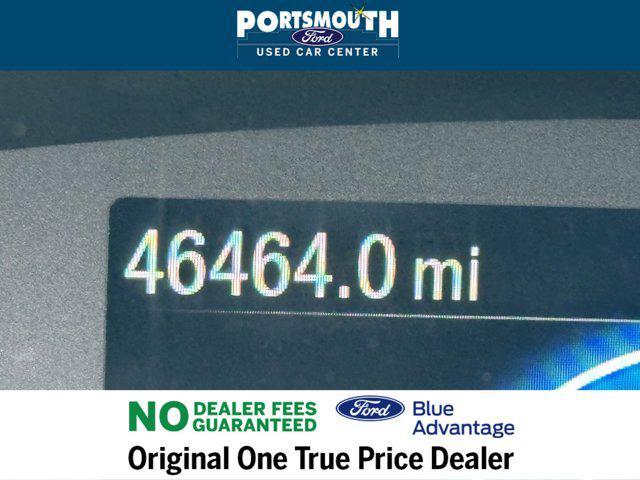 PORTSMOUTH
Ford
USED CAR CENTER
46464.0 mi
NO DEALER FEES
GUARANTEED
Ford
Blue
Advantage
Original One True Price Dealer